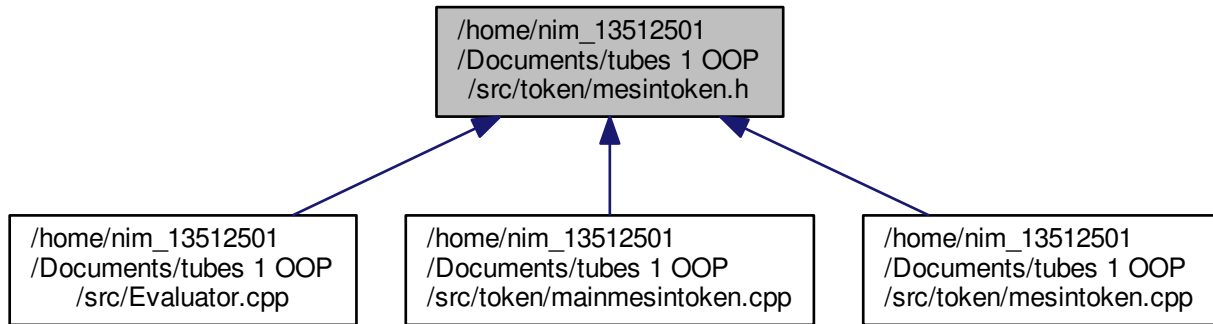 /home/nim_13512501
/Documents/tubes 1 OOP
/src/token/mesintoken.h
/home/nim_13512501
/Documents/tubes 1 OOP
/src/Evaluator.cpp
/home/nim_13512501
/Documents/tubes 1 OOP
/src/token/mainmesintoken.cpp
/home/nim_13512501
/Documents/tubes 1 OOP
/src/token/mesintoken.cpp